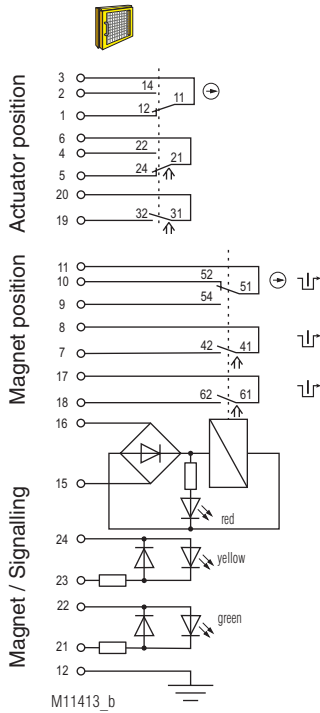 Actuator position
3
2 14
11
1 12
6
4 22
21
5 24
20
19 32 31
Magnet position
11
10 52
51
9 54
8
7 42 41
17
18 62 61
Magnet / Signalling
16
15
red
24
yellow
23
22
green
21
12
M11413_b